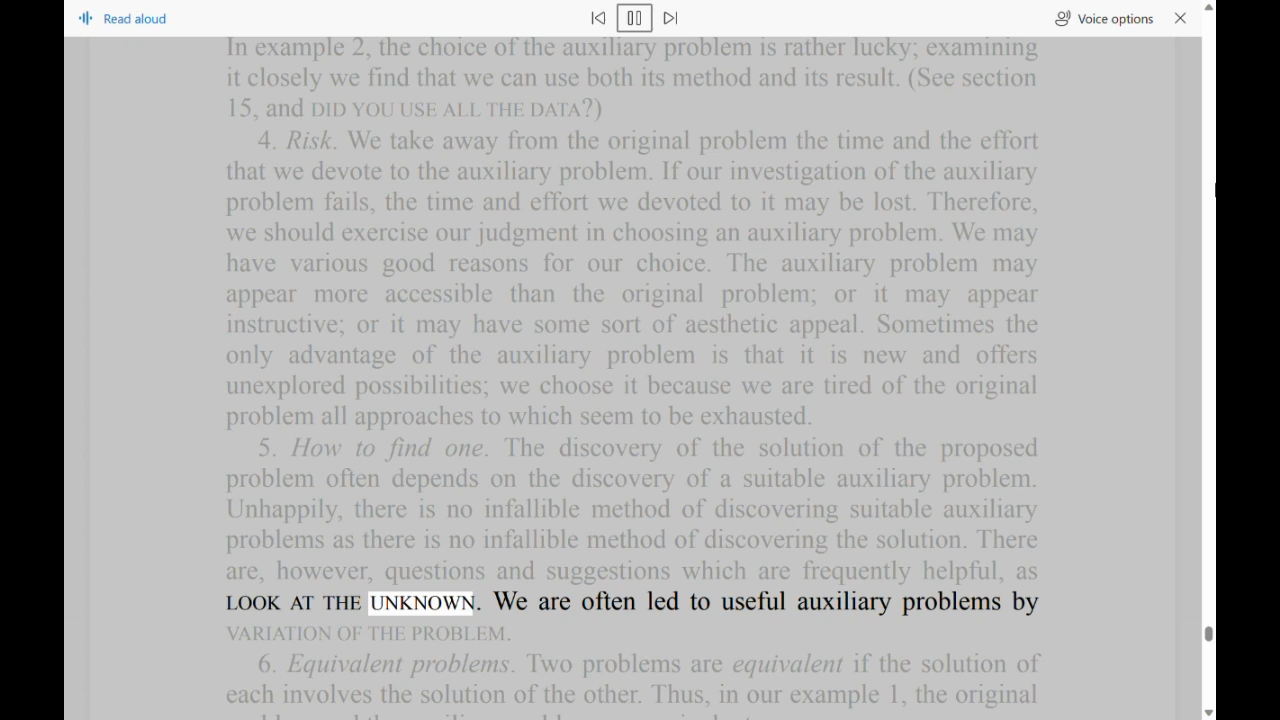 Read aloud
Voice options
In example 2, the choice of the auxiliary problem is rather lucky; examining
it closely we find that we can use both its method and its result. (See section
15, and DID YOU USE ALL THE DATA?)
4. Risk. We take away from the original problem the time and the effort
that we devote to the auxiliary problem. If our investigation of the auxiliary
problem fails, the time and effort we devoted to it may be lost. Therefore,
we should exercise our judgment in choosing an auxiliary problem. We may
have various good reasons for our choice. The auxiliary problem may
appear more accessible than the original problem; or it may appear
instructive; or it may have some sort of aesthetic appeal. Sometimes the
only advantage of the auxiliary problem is that it is new and offers
unexplored possibilities; we choose it because we are tired of the original
problem all approaches to which seem to be exhausted.
5. How to find one. The discovery of the solution of the proposed
problem often depends on the discovery of a suitable auxiliary problem.
Unhappily, there is no infallible method of discovering suitable auxiliary
problems as there is no infallible method of discovering the solution. There
are, however, questions and suggestions which are frequently helpful, as
LOOK AT THE UNKNOWN. We are often led to useful auxiliary problems by
VARIATION OF THE PROBLEM.
6. Equivalent problems. Two problems are equivalent if the solution of
each involves the solution of the other. Thus, in our example 1, the original